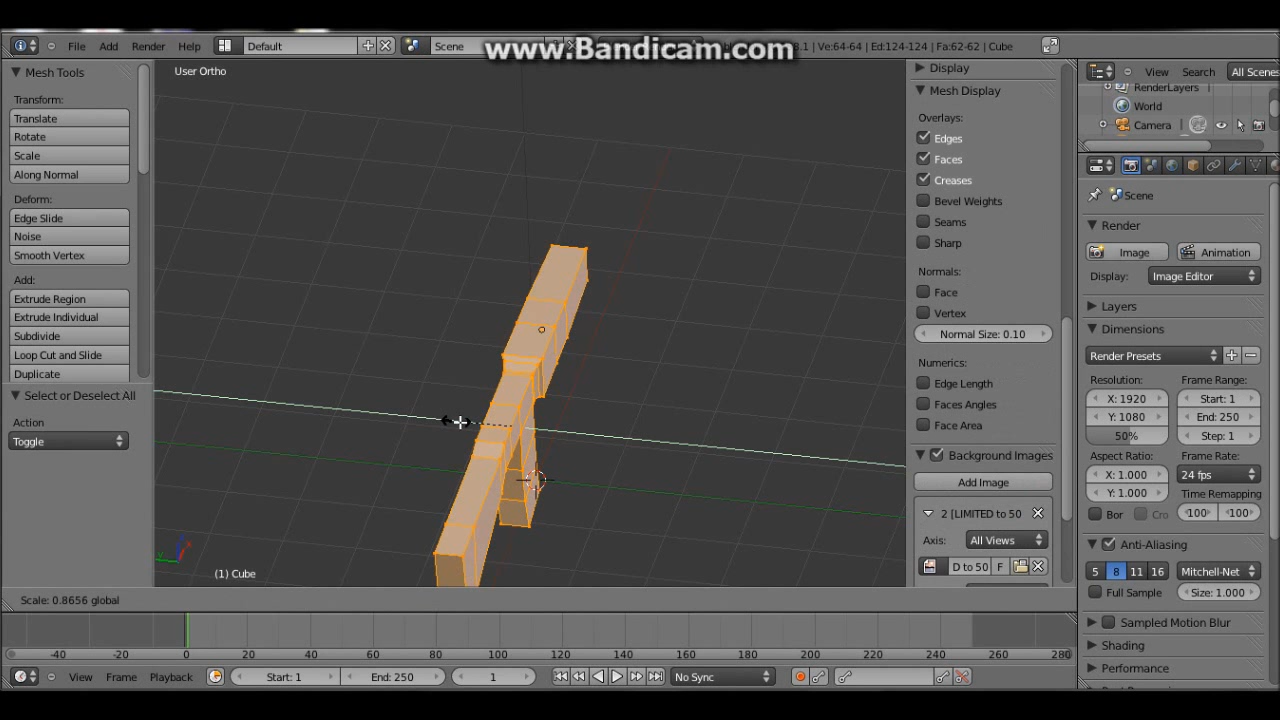 File Add Render Help Default Scene 8.1 | Ve:64-64 | Ed:124-124 | Fa:62-62 | Cube
www.Bandicam.com
Mesh Tools
Transform:
Translate
Rotate
Scale
Along Normal
Deform:
Edge Slide
Noise
Smooth Vertex
Add:
Extrude Region
Extrude Individual
Subdivide
Loop Cut and Slide
Duplicate
Select or Deselect All
Action
Toggle
User Ortho
(1) Cube
Scale: 0.8656 global
Display
Mesh Display
Overlays:
Edges
Faces
Creases
Bevel Weights
Seams
Sharp
Normals:
Face
Vertex
Normal Size: 0.10
Numerics:
Edge Length
Faces Angles
Face Area
Background Images
Add Image
2 [LIMITED to 50
Axis: All Views
D to 50 F
View Search All Scenes
RenderLayers
World
Camera
Scene
Render
Image Animation
Display: Image Editor
Layers
Dimensions
Render Presets
Resolution: Frame Range:
X: 1920 Start: 1
Y: 1080 End: 250
50% Step: 1
Aspect Ratio: Frame Rate:
X: 1.000 24 fps
Y: 1.000 Time Remapping
Bor Cro 100 100
Anti-Aliasing
5 8 11 16 Mitchell-Net
Full Sample Size: 1.000
Sampled Motion Blur
Shading
Performance
-40 -20 0 20 40 60 80 100 120 140 160 180 200 220 240 260 280
View Frame Playback Start: 1 End: 250 1 No Sync